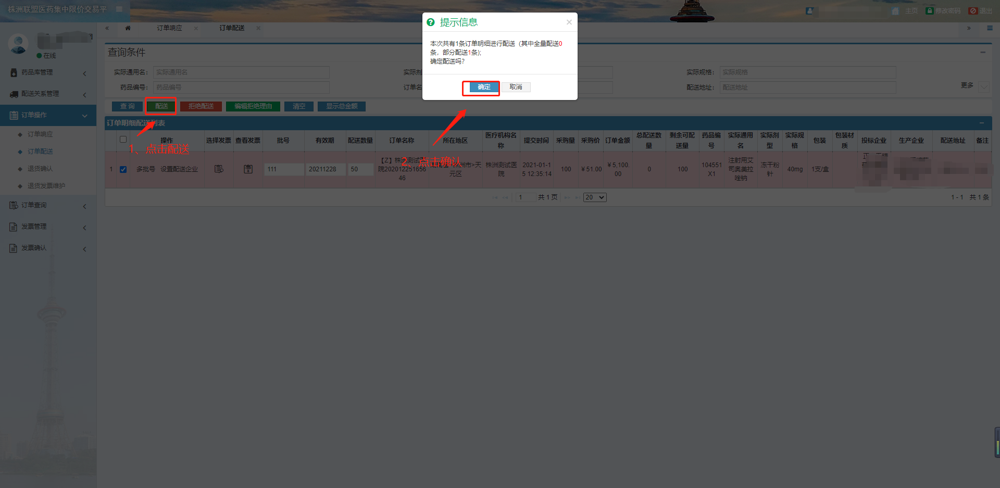 株洲联盟医药集中限价交易平
主页
修改密码
退出
订单响应
订单配送
在线
药品库管理
配送关系管理
订单操作
订单响应
订单配送
退货确认
退货发票维护
订单查询
发票管理
发票确认
查询条件
实际通用名： 实际通用名
实际剂
实际规格： 实际规格
药品编号： 药品编号
订单名
配送地址： 配送地址
更多
查 询 配送 拒绝配送 编辑拒绝理由 清空 显示总金额
提示信息
本次共有1条订单明细进行配送（其中全量配送0
条，部分配送1条);
确定配送吗?
确定 取消
1、点击配送
2、点击确认
订单明细配送列表
操作 选择发票 查看发票 批号 有效期 配送数量 订单名称 所在地区 医疗机构名称 提交时间 采购量 采购价 订单金额 总配送数量 剩余可配送量 药品编号 实际通用名 实际剂型 实际规格 包装 包装材质 投标企业 生产企业 配送地址 备注
1 多批号 设置配送企业 111 20211228 50 【Z】株洲测试医院20201225165646 株洲市>天元区 株洲测试医院 2021-01-15 12:35:14 100 ￥51.00 ￥5,100.00 0 100 104551X1 注射用艾司奥美拉唑钠 冻干粉针 40mg 1支/盒
1 共 1 页 20
1 - 1 共 1 条